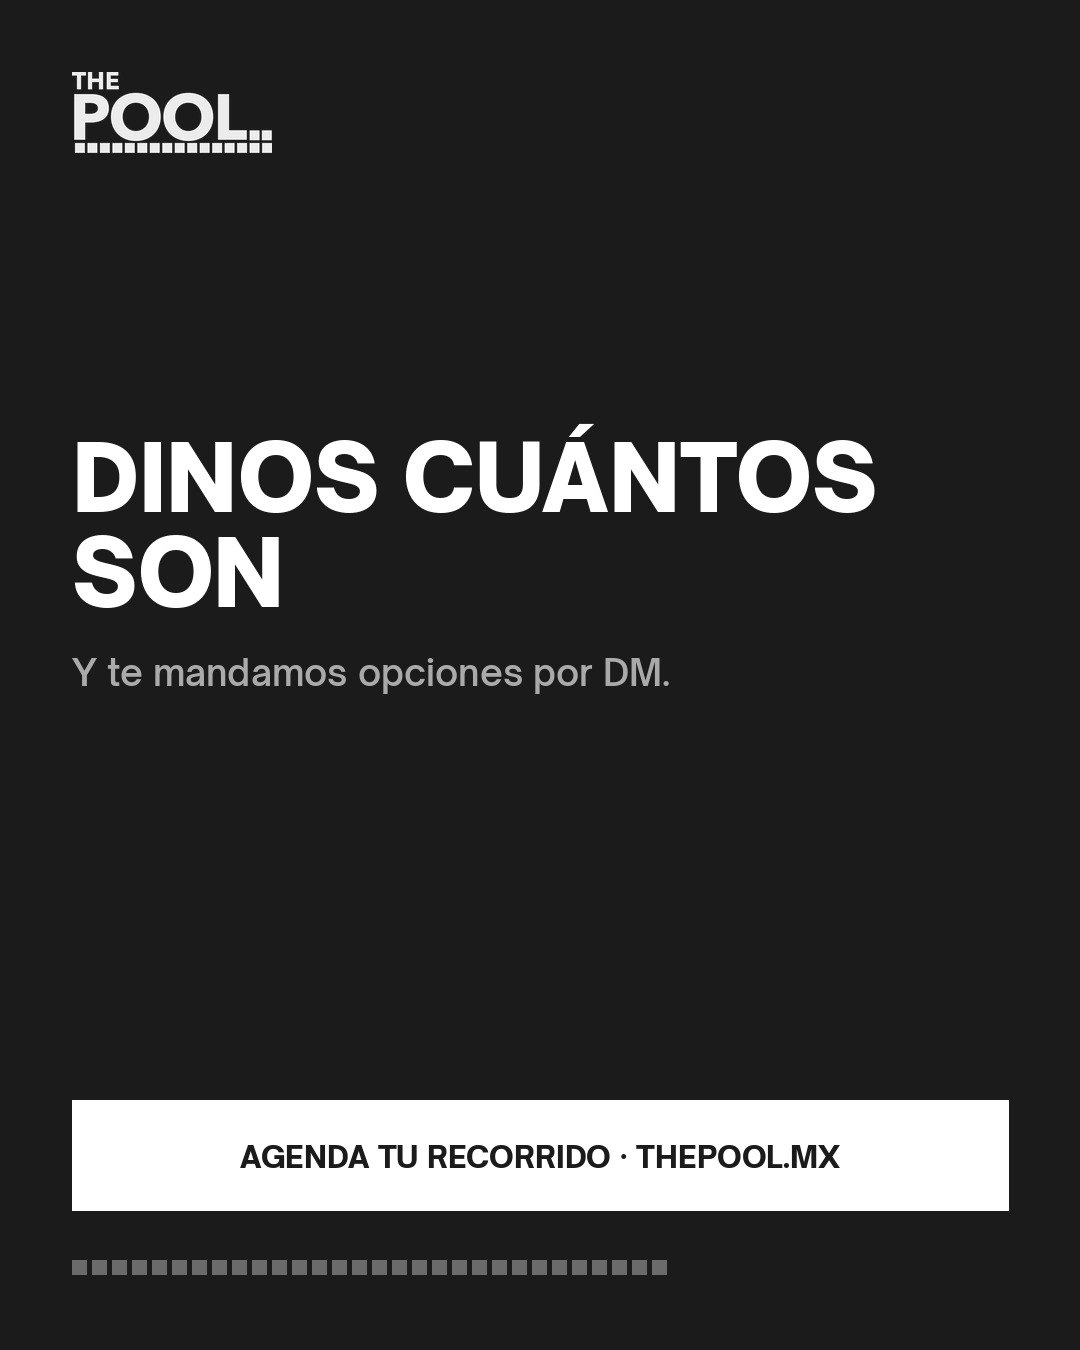 THE
POOL..
DINOS CUÁNTOS
SON
Y te mandamos opciones por DM.
AGENDA TU RECORRIDO · THEPOOL.MX